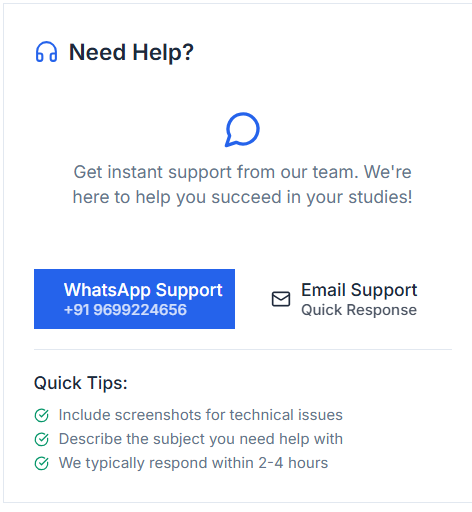 Need Help?
Get instant support from our team. We're
here to help you succeed in your studies!
WhatsApp Support
+91 9699224656
Email Support
Quick Response
Quick Tips:
Include screenshots for technical issues
Describe the subject you need help with
We typically respond within 2-4 hours